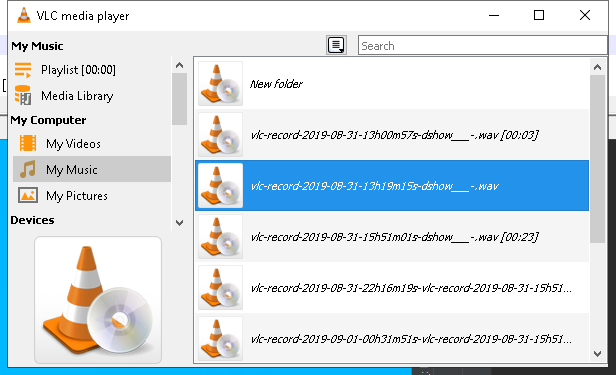 VLC media player
My Music
Search
Playlist [00:00]
Media Library
My Computer
My Videos
My Music
My Pictures
Devices
New folder
vlc-record-2019-08-31-13h00m57s-dshow___-.wav [00:03]
vlc-record-2019-08-31-13h19m15s-dshow___-.wav
vlc-record-2019-08-31-15h51m01s-dshow___-.wav [00:23]
vlc-record-2019-08-31-22h16m19s-vlc-record-2019-08-31-15h51...
vlc-record-2019-09-01-00h31m51s-vlc-record-2019-08-31-15h51...